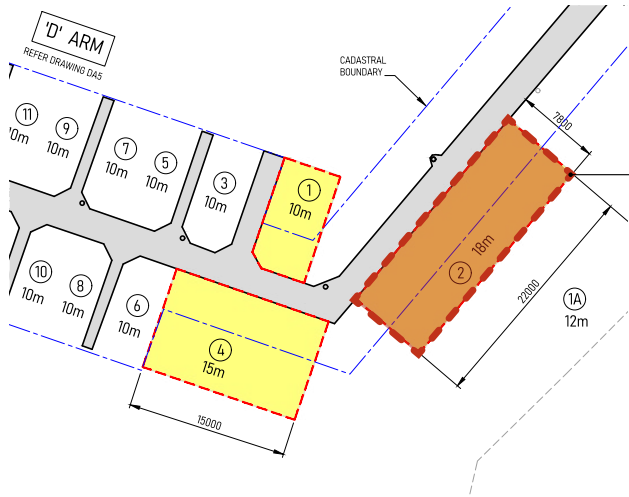 'D' ARM
REFER DRAWING DA5
CADASTRAL
BOUNDARY
11
10m
9
10m
7
10m
5
10m
3
10m
1
10m
7800
18m
2
22000
1A
12m
10
10m
8
10m
6
10m
4
15m
15000